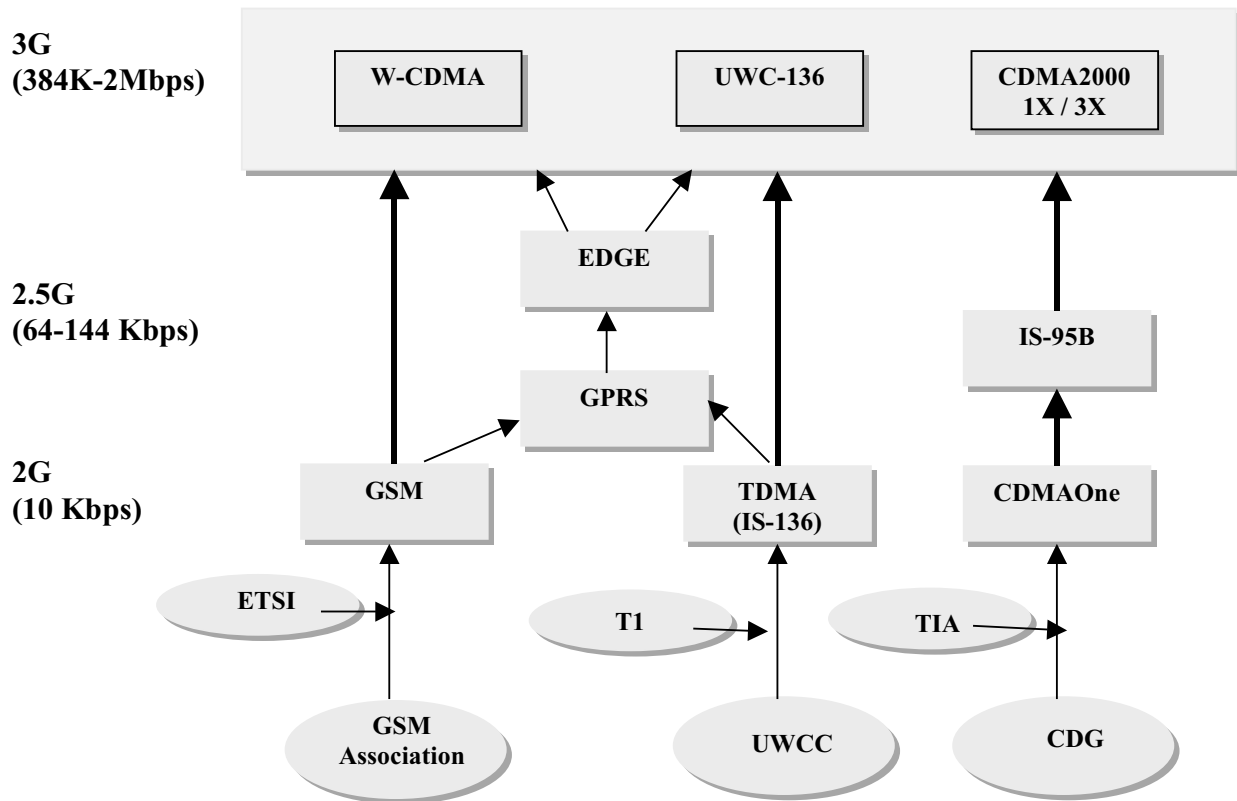 3G
(384K-2Mbps)
W-CDMA
UWC-136
CDMA2000
1X / 3X
EDGE
2.5G
(64-144 Kbps)
IS-95B
GPRS
2G
(10 Kbps)
GSM
TDMA
(IS-136)
CDMAOne
ETSI
T1
TIA
GSM
Association
UWCC
CDG